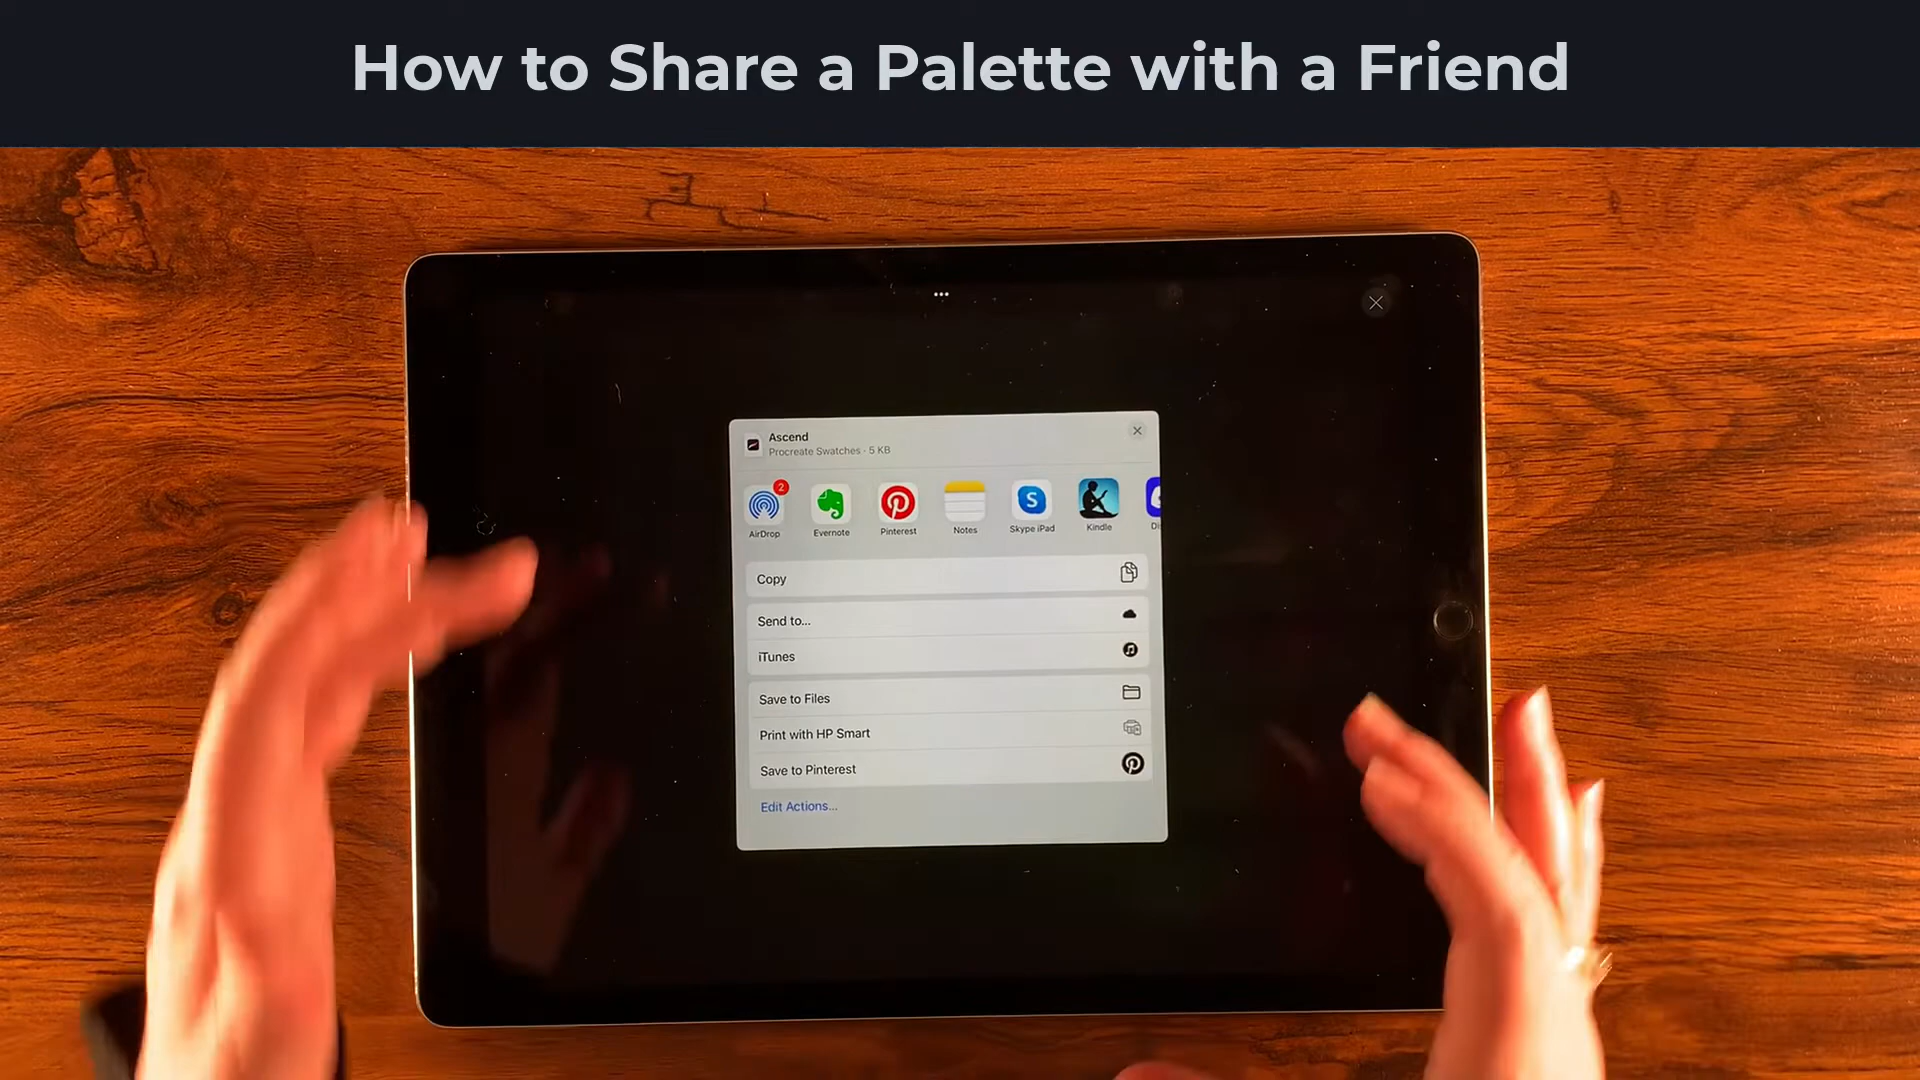 How to Share a Palette with a Friend
Ascend
Procreate Swatches · 5 KB
2
AirDrop
Evernote
Pinterest
Notes
Skype iPad
Kindle
Di
Copy
Send to...
iTunes
Save to Files
Print with HP Smart
Save to Pinterest
Edit Actions...